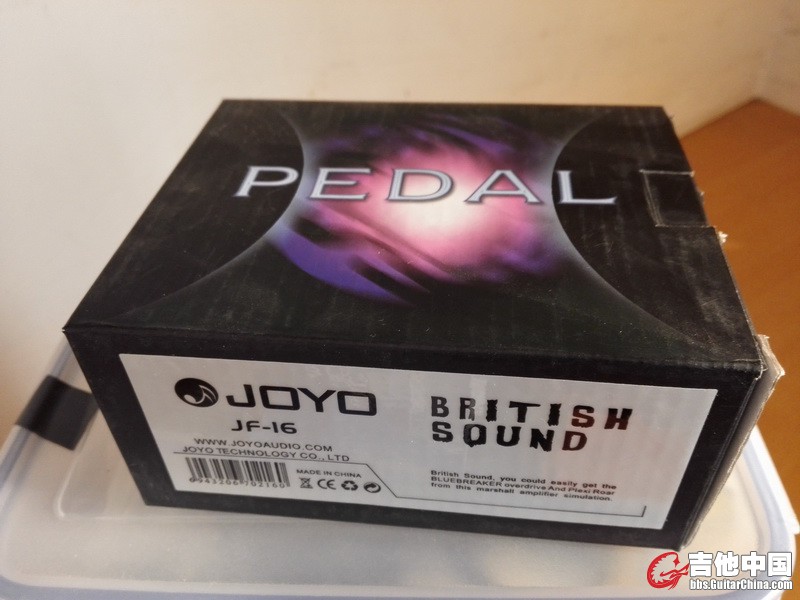 PEDAL
JOYO
JF-16
WWW.JOYOAUDIO.COM
JOYO TECHNOLOGY CO., LTD
MADE IN CHINA
CE
BRITISH
SOUND
British Sound, you could easily get the
BLUEBREAKER overdrive And Plexi Roar
from this marshall amplifier simulation.
吉他中国
bbs.GuitarChina.com